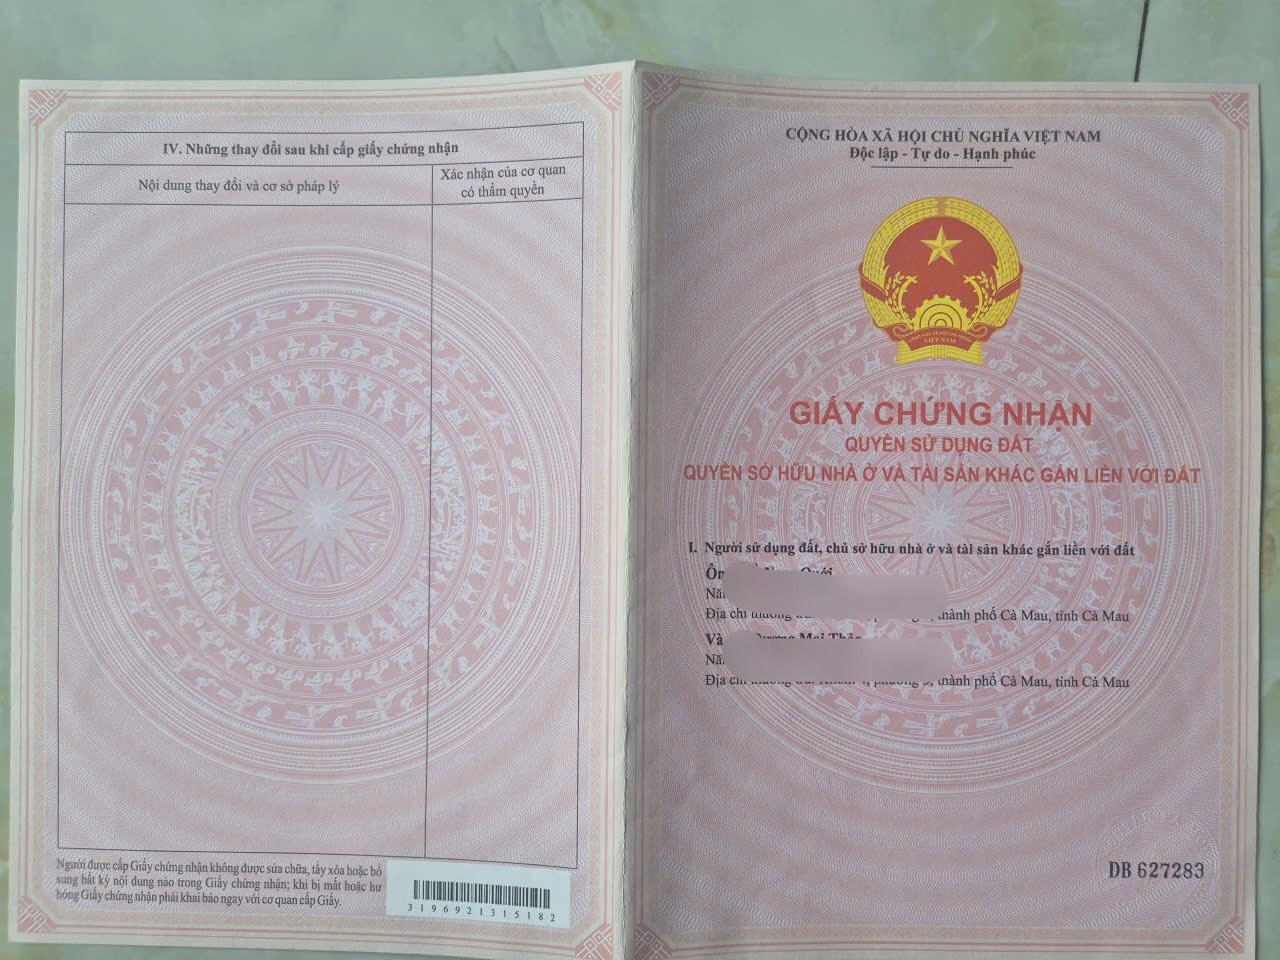 IV. Những thay đổi sau khi cấp giấy chứng nhận
Nội dung thay đổi và cơ sở pháp lý
Xác nhận của cơ quan
có thẩm quyền
Người được cấp Giấy chứng nhận không được sửa chữa, tẩy xóa hoặc bổ
sung bất kỳ nội dung nào trong Giấy chứng nhận; khi bị mất hoặc hư
hỏng Giấy chứng nhận phải khai báo ngay với cơ quan cấp Giấy.
3196921315182
CỘNG HÒA XÃ HỘI CHỦ NGHĨA VIỆT NAM
Độc lập - Tự do - Hạnh phúc
VIỆT NAM
GIẤY CHỨNG NHẬN
QUYỀN SỬ DỤNG ĐẤT
QUYỀN SỞ HỮU NHÀ Ở VÀ TÀI SẢN KHÁC GẮN LIỀN VỚI ĐẤT
I. Người sử dụng đất, chủ sở hữu nhà ở và tài sản khác gắn liền với đất
Địa chỉ thường thành phố Cà Mau, tỉnh Cà Mau
Và
Địa chỉ thường thành phố Cà Mau, tỉnh Cà Mau
DB 627283